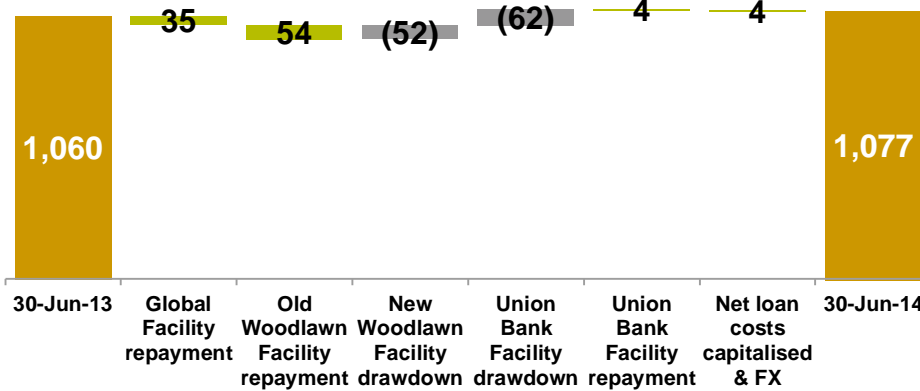 35
54
(52)
(62)
4
4
1,060
1,077
30-Jun-13
Global
Facility
repayment
Old
Woodlawn
Facility
repayment
New
Woodlawn
Facility
drawdown
Union
Bank
Facility
drawdown
Union
Bank
Facility
repayment
Net loan
costs
capitalised
& FX
30-Jun-14